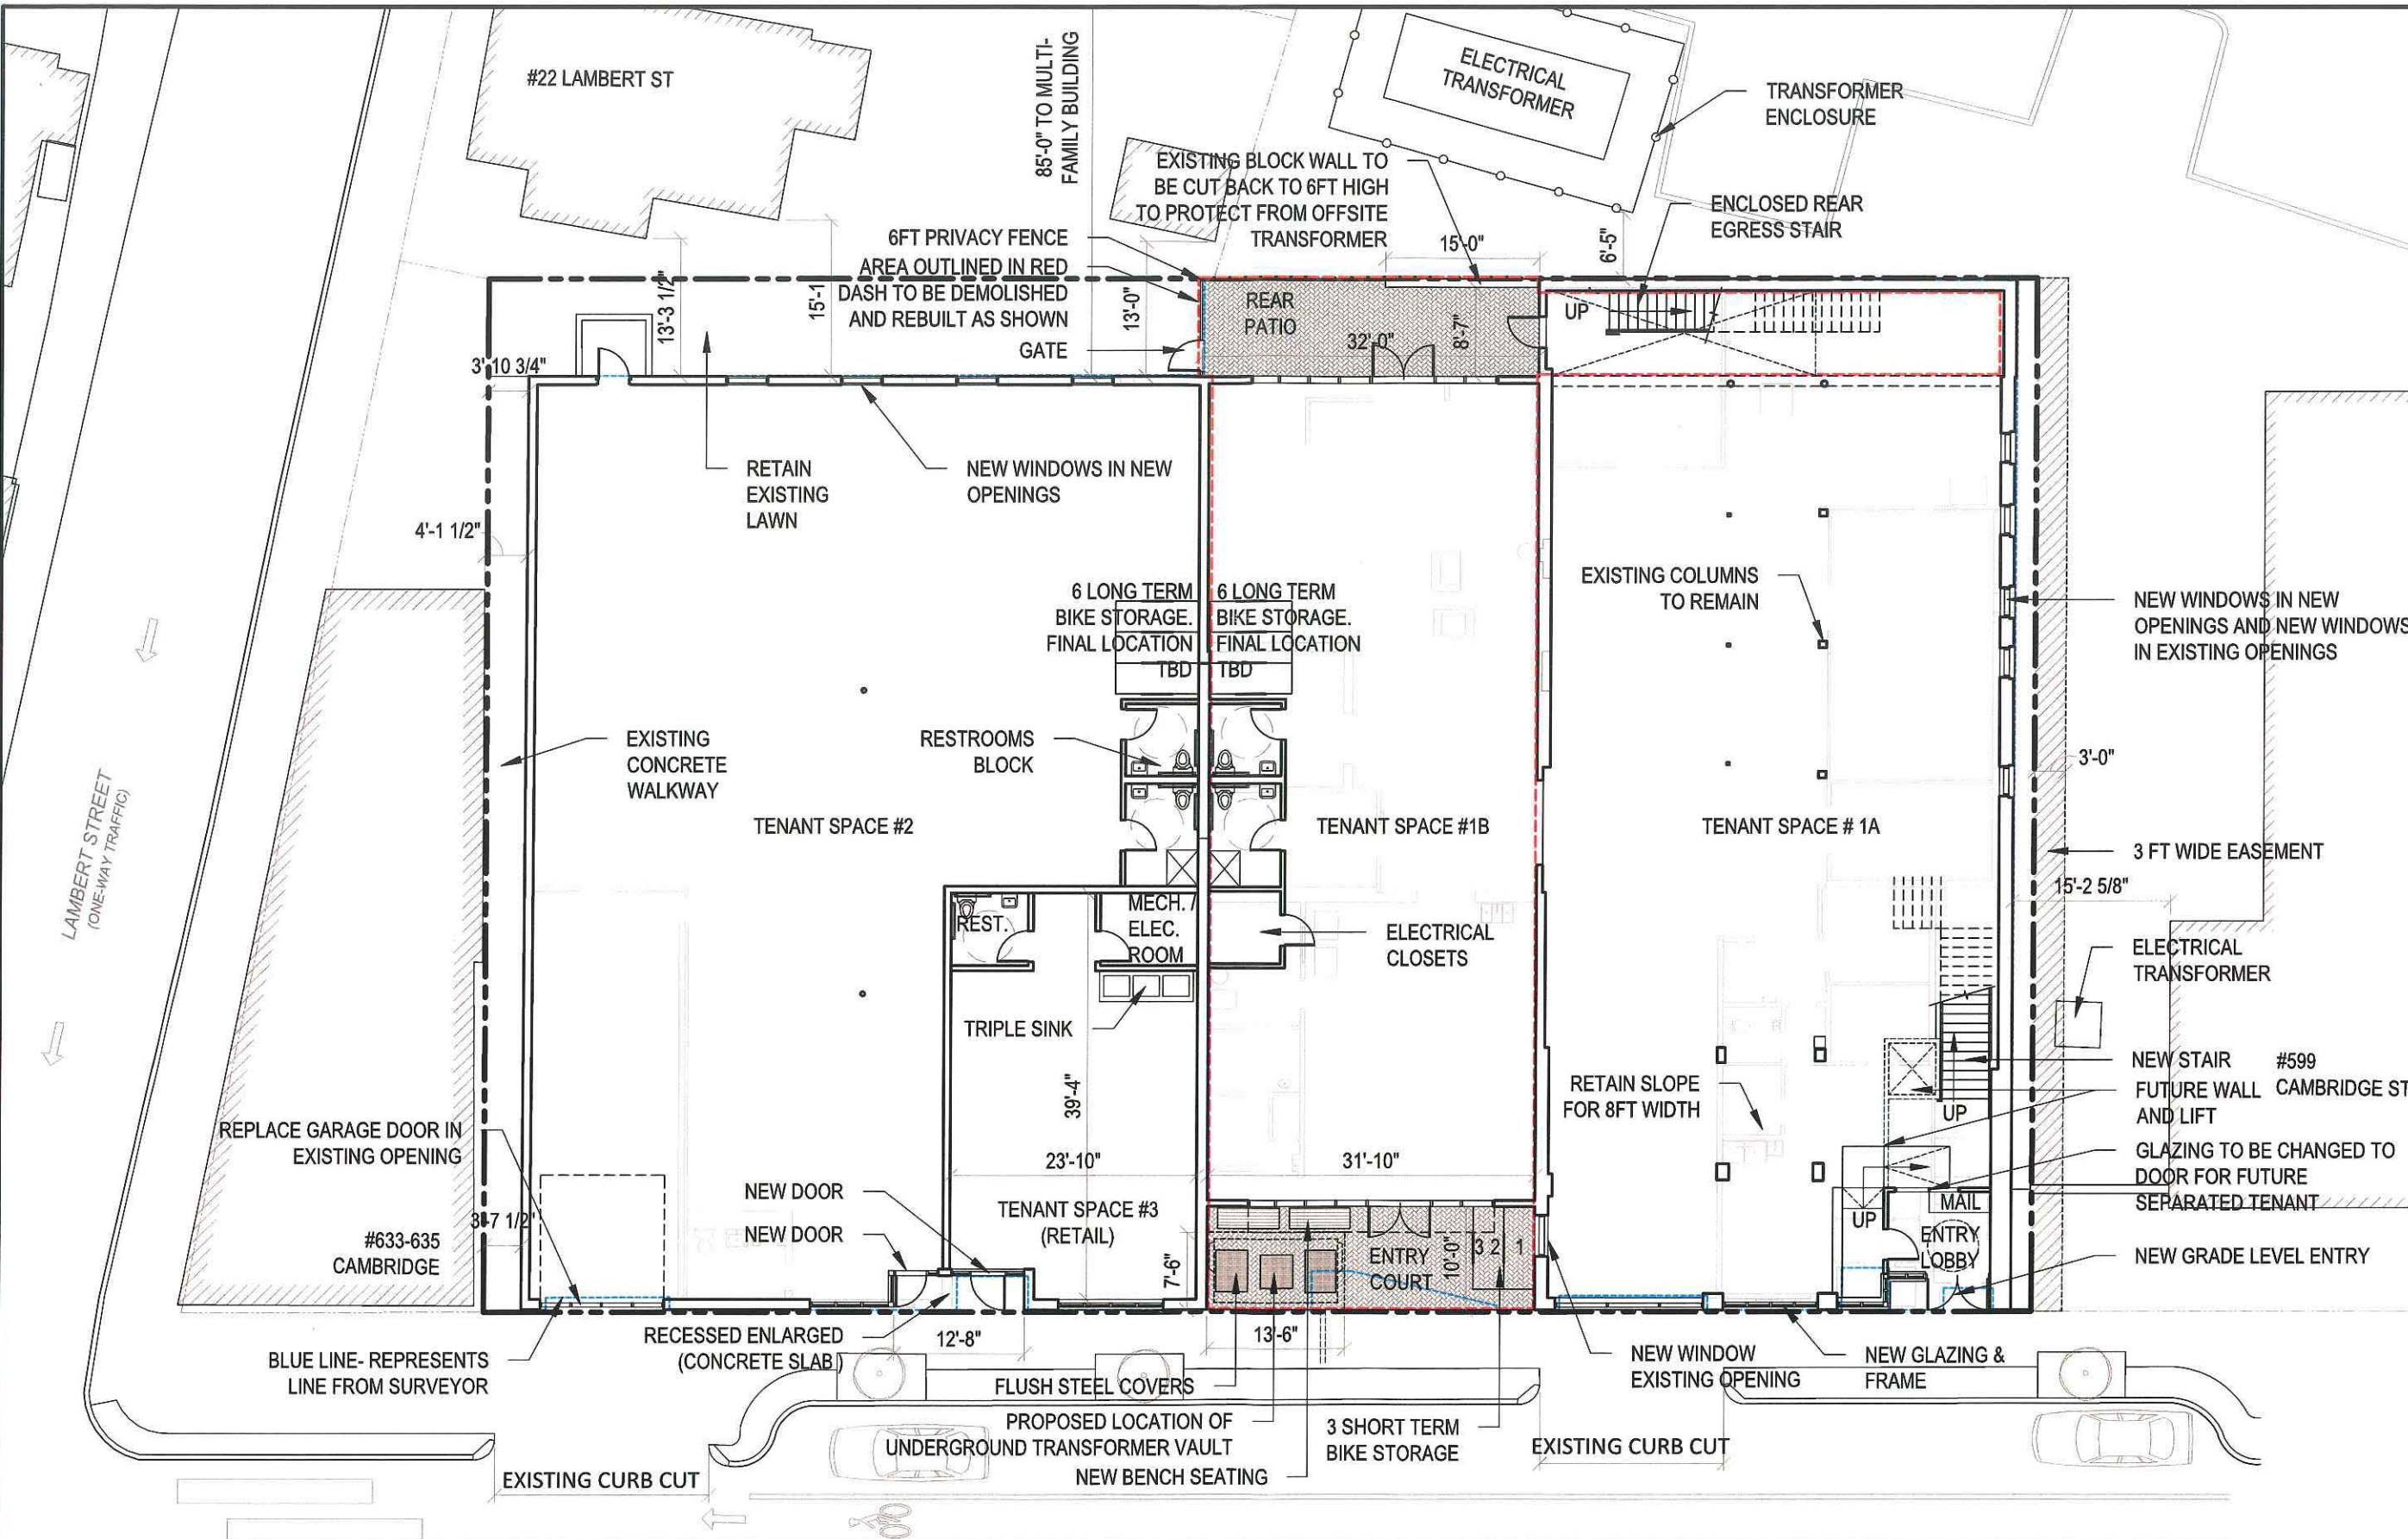 #22 LAMBERT ST
85'-0" TO MULTI-
FAMILY BUILDING
ELECTRICAL
TRANSFORMER
TRANSFORMER
ENCLOSURE
EXISTING BLOCK WALL TO
BE CUT BACK TO 6FT HIGH
TO PROTECT FROM OFFSITE
TRANSFORMER
ENCLOSED REAR
EGRESS STAIR
6FT PRIVACY FENCE
AREA OUTLINED IN RED
DASH TO BE DEMOLISHED
AND REBUILT AS SHOWN
GATE
15'-0"
6'-5"
13'-3 1/2"
15'-1
13'-0"
REAR
PATIO
32'-0"
8'-7"
UP
3' 10 3/4"
RETAIN
EXISTING
LAWN
NEW WINDOWS IN NEW
OPENINGS
4'-1 1/2"
6 LONG TERM
BIKE STORAGE.
FINAL LOCATION
TBD
6 LONG TERM
BIKE STORAGE.
FINAL LOCATION
TBD
EXISTING COLUMNS
TO REMAIN
NEW WINDOWS IN NEW
OPENINGS AND NEW WINDOWS
IN EXISTING OPENINGS
EXISTING
CONCRETE
WALKWAY
RESTROOMS
BLOCK
3'-0"
LAMBERT STREET
(ONE-WAY TRAFFIC)
TENANT SPACE #2
TENANT SPACE #1B
TENANT SPACE # 1A
3 FT WIDE EASEMENT
15'-2 5/8"
REST.
MECH. /
ELEC.
ROOM
ELECTRICAL
CLOSETS
ELECTRICAL
TRANSFORMER
TRIPLE SINK
39'-4"
RETAIN SLOPE
FOR 8FT WIDTH
NEW STAIR
#599
CAMBRIDGE ST
FUTURE WALL
AND LIFT
UP
REPLACE GARAGE DOOR IN
EXISTING OPENING
23'-10"
31'-10"
GLAZING TO BE CHANGED TO
DOOR FOR FUTURE
SEPARATED TENANT
NEW DOOR
NEW DOOR
TENANT SPACE #3
(RETAIL)
7'-6"
MAIL
UP
ENTRY
LOBBY
3'-7 1/2"
#633-635
CAMBRIDGE
ENTRY
COURT
10'-0"
3 2 1
NEW GRADE LEVEL ENTRY
RECESSED ENLARGED
(CONCRETE SLAB )
12'-8"
13'-6"
BLUE LINE- REPRESENTS
LINE FROM SURVEYOR
NEW WINDOW
EXISTING OPENING
NEW GLAZING &
FRAME
FLUSH STEEL COVERS
PROPOSED LOCATION OF
UNDERGROUND TRANSFORMER VAULT
NEW BENCH SEATING
3 SHORT TERM
BIKE STORAGE
EXISTING CURB CUT
EXISTING CURB CUT